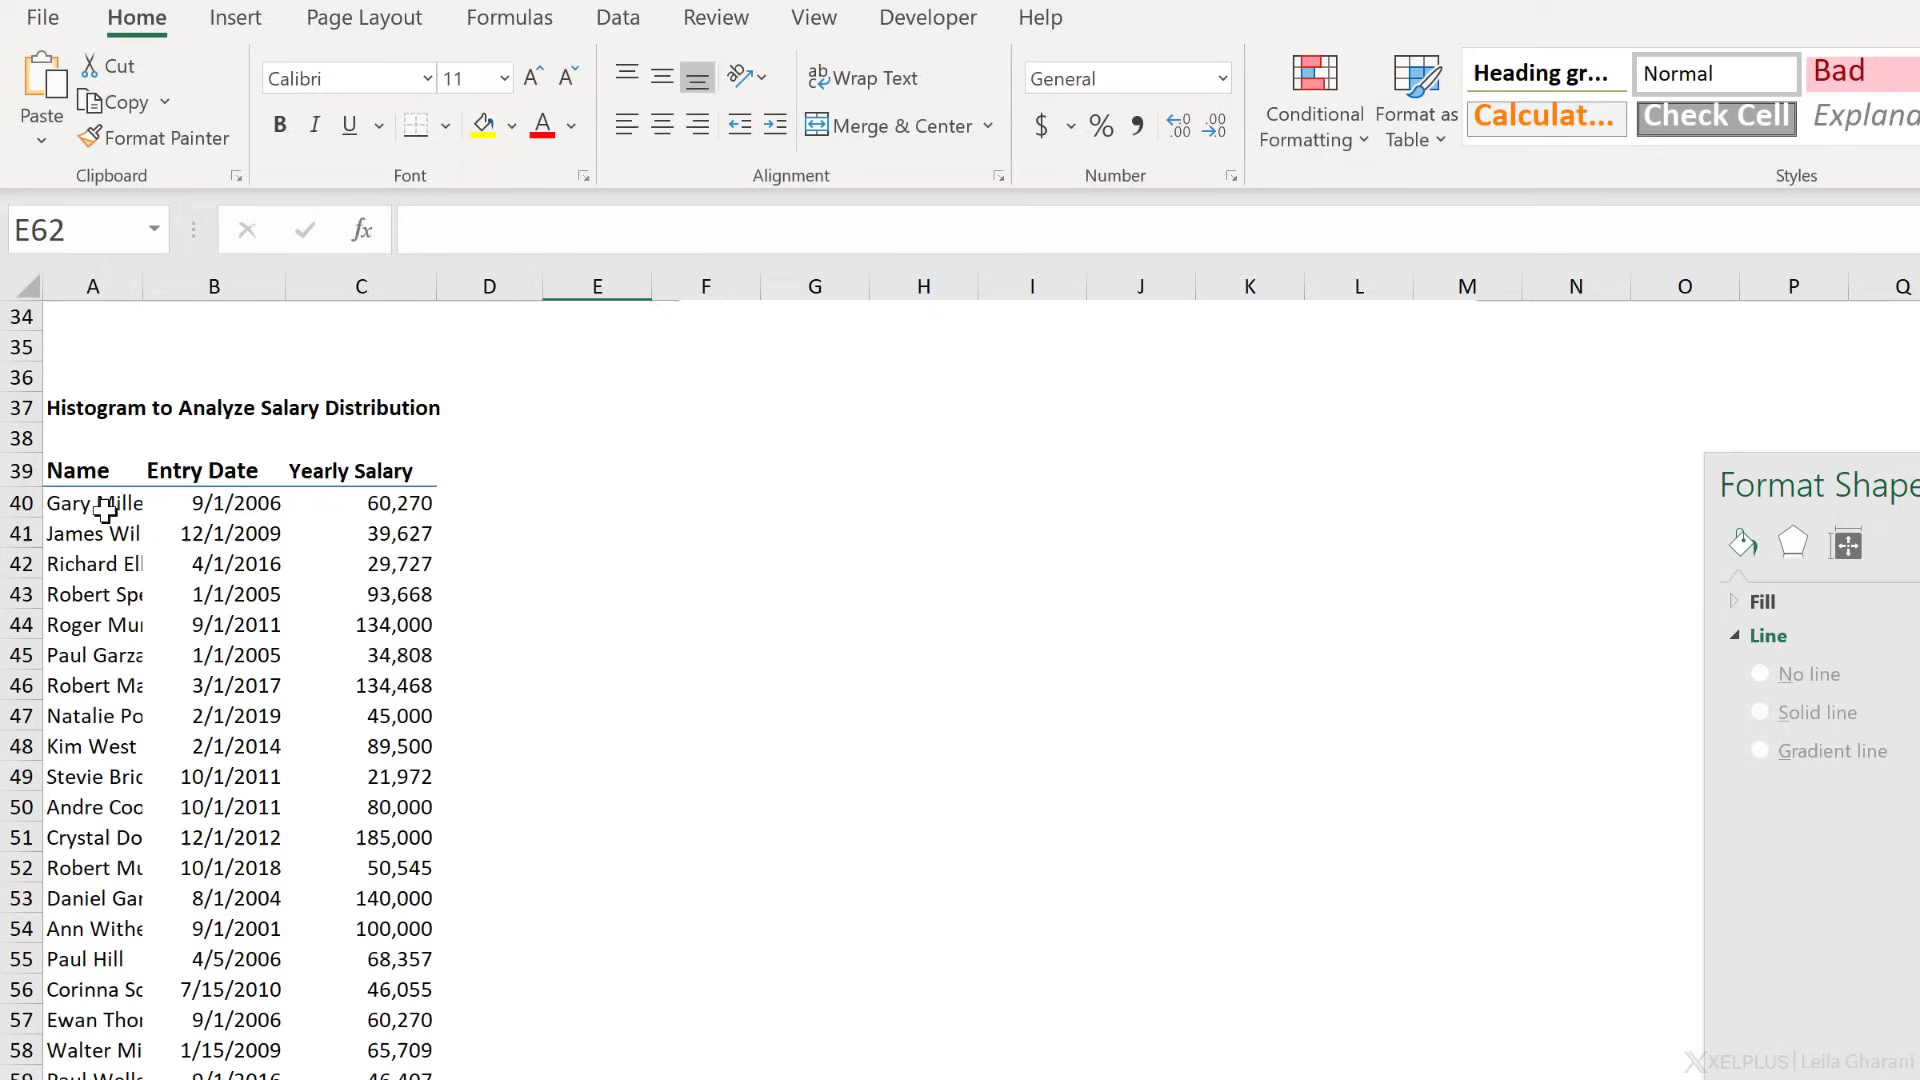 File Home Insert Page Layout Formulas Data Review View Developer Help
Paste
Cut
Copy
Format Painter
Clipboard
Calibri 11
B I U
Font
Wrap Text
Merge & Center
Alignment
General
$ % ,
Number
Conditional Formatting
Format as Table
Heading gr... Normal Bad
Calculat... Check Cell Explana
Styles
E62 fx
A B C D E F G H I J K L M N O P Q
34
35
36
37 Histogram to Analyze Salary Distribution
38
39 Name Entry Date Yearly Salary
40 Gary Mille 9/1/2006 60,270
41 James Wil 12/1/2009 39,627
42 Richard Ell 4/1/2016 29,727
43 Robert Spe 1/1/2005 93,668
44 Roger Mur 9/1/2011 134,000
45 Paul Garza 1/1/2005 34,808
46 Robert Ma 3/1/2017 134,468
47 Natalie Po 2/1/2019 45,000
48 Kim West 2/1/2014 89,500
49 Stevie Bric 10/1/2011 21,972
50 Andre Coo 10/1/2011 80,000
51 Crystal Do 12/1/2012 185,000
52 Robert Mu 10/1/2018 50,545
53 Daniel Gar 8/1/2004 140,000
54 Ann Withe 9/1/2001 100,000
55 Paul Hill 4/5/2006 68,357
56 Corinna Sc 7/15/2010 46,055
57 Ewan Thor 9/1/2006 60,270
58 Walter Mi 1/15/2009 65,709
59 Paul Wells 9/1/2016 46,407
Format Shape
Fill
Line
No line
Solid line
Gradient line
XELPLUS | Leila Gharani